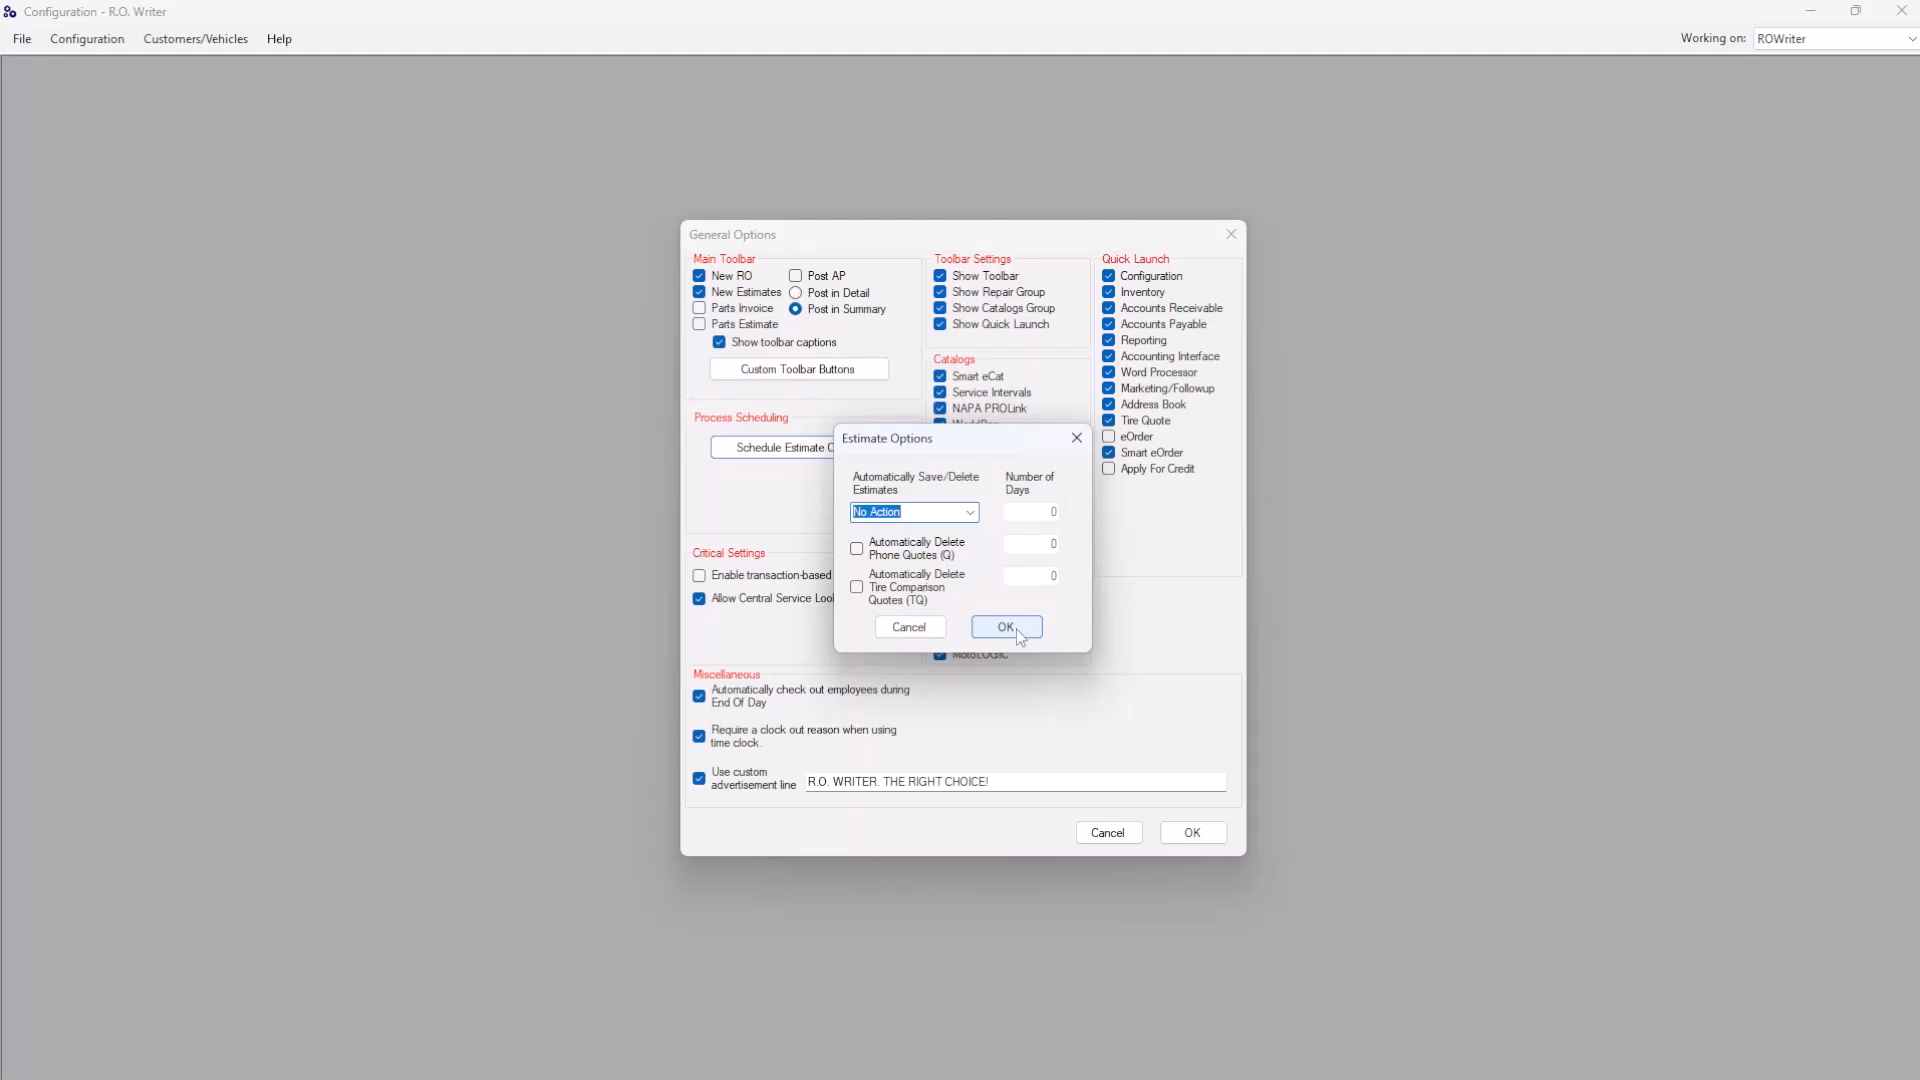 Configuration - R.O. Writer
File Configuration Customers/Vehicles Help
Working on: ROWriter
General Options
Main Toolbar
New RO
Post AP
New Estimates
Post in Detail
Parts Invoice
Post in Summary
Parts Estimate
Show toolbar captions
Custom Toolbar Buttons
Process Scheduling
Schedule Estimate
Critical Settings
Enable transaction-based
Allow Central Service
Toolbar Settings
Show Toolbar
Show Repair Group
Show Catalogs Group
Show Quick Launch
Catalogs
Smart eCat
Service Intervals
NAPA PROLink
MotoLOGIC
Quick Launch
Configuration
Inventory
Accounts Receivable
Accounts Payable
Reporting
Accounting Interface
Word Processor
Marketing/Followup
Address Book
Tire Quote
eOrder
Smart eOrder
Apply For Credit
Estimate Options
Automatically Save/Delete
Estimates
Number of
Days
No Action
0
Automatically Delete
Phone Quotes (Q)
0
Automatically Delete
Tire Comparison
Quotes (TQ)
0
Cancel
OK
Miscellaneous
Automatically check out employees during
End Of Day
Require a clock out reason when using
time clock.
Use custom
advertisement line
R.O. WRITER. THE RIGHT CHOICE!
Cancel
OK